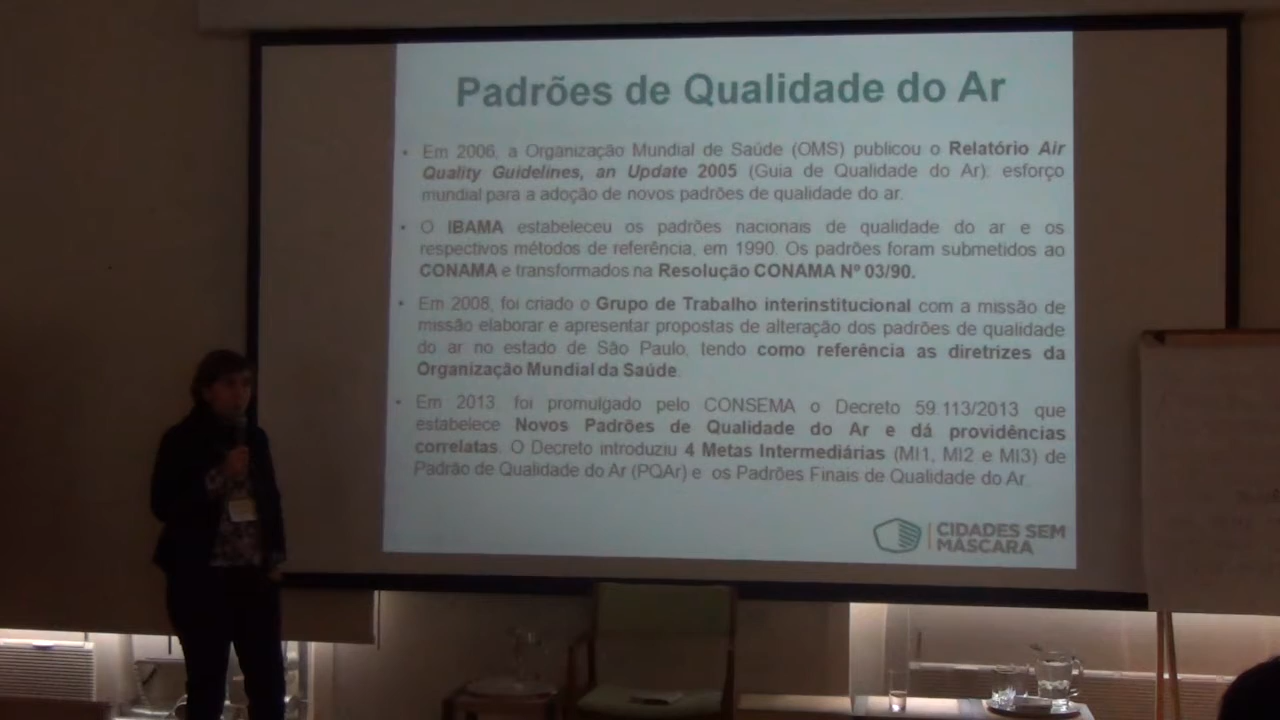 Padrões de Qualidade do Ar
• Em 2006, a Organização Mundial de Saúde (OMS) publicou o Relatório Air
Quality Guidelines, an Update 2005 (Guia de Qualidade do Ar): esforço
mundial para a adoção de novos padrões de qualidade do ar.
• O IBAMA estabeleceu os padrões nacionais de qualidade do ar e os
respectivos métodos de referência, em 1990. Os padrões foram submetidos ao
CONAMA e transformados na Resolução CONAMA Nº 03/90.
• Em 2008, foi criado o Grupo de Trabalho interinstitucional com a missão de
missão elaborar e apresentar propostas de alteração dos padrões de qualidade
do ar no estado de São Paulo, tendo como referência as diretrizes da
Organização Mundial da Saúde.
• Em 2013, foi promulgado pelo CONSEMA o Decreto 59.113/2013 que
estabelece Novos Padrões de Qualidade do Ar e dá providências
correlatas. O Decreto introduziu 4 Metas Intermediárias (MI1, MI2 e MI3) de
Padrão de Qualidade do Ar (PQAr) e os Padrões Finais de Qualidade do Ar.
CIDADES SEM
MÁSCARA